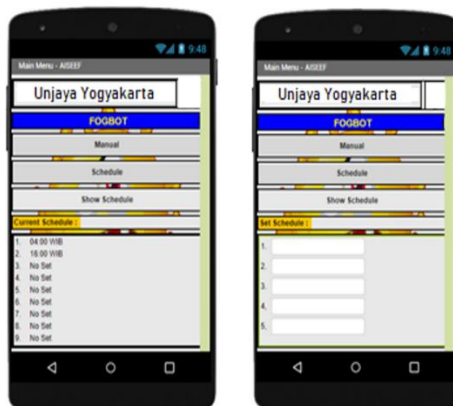 9:48
Main Menu - AISEEF
Unjaya Yogyakarta
FOGBOT
Manual
Schedule
Show Schedule
Current Schedule :
1. 04:00 WIB
2. 16:00 WIB
3. No Set
4. No Set
5. No Set
6. No Set
7. No Set
8. No Set
9. No Set
9:48
Main Menu - AISEEF
Unjaya Yogyakarta
FOGBOT
Manual
Schedule
Show Schedule
Set Schedule :
1.
2.
3.
4.
5.